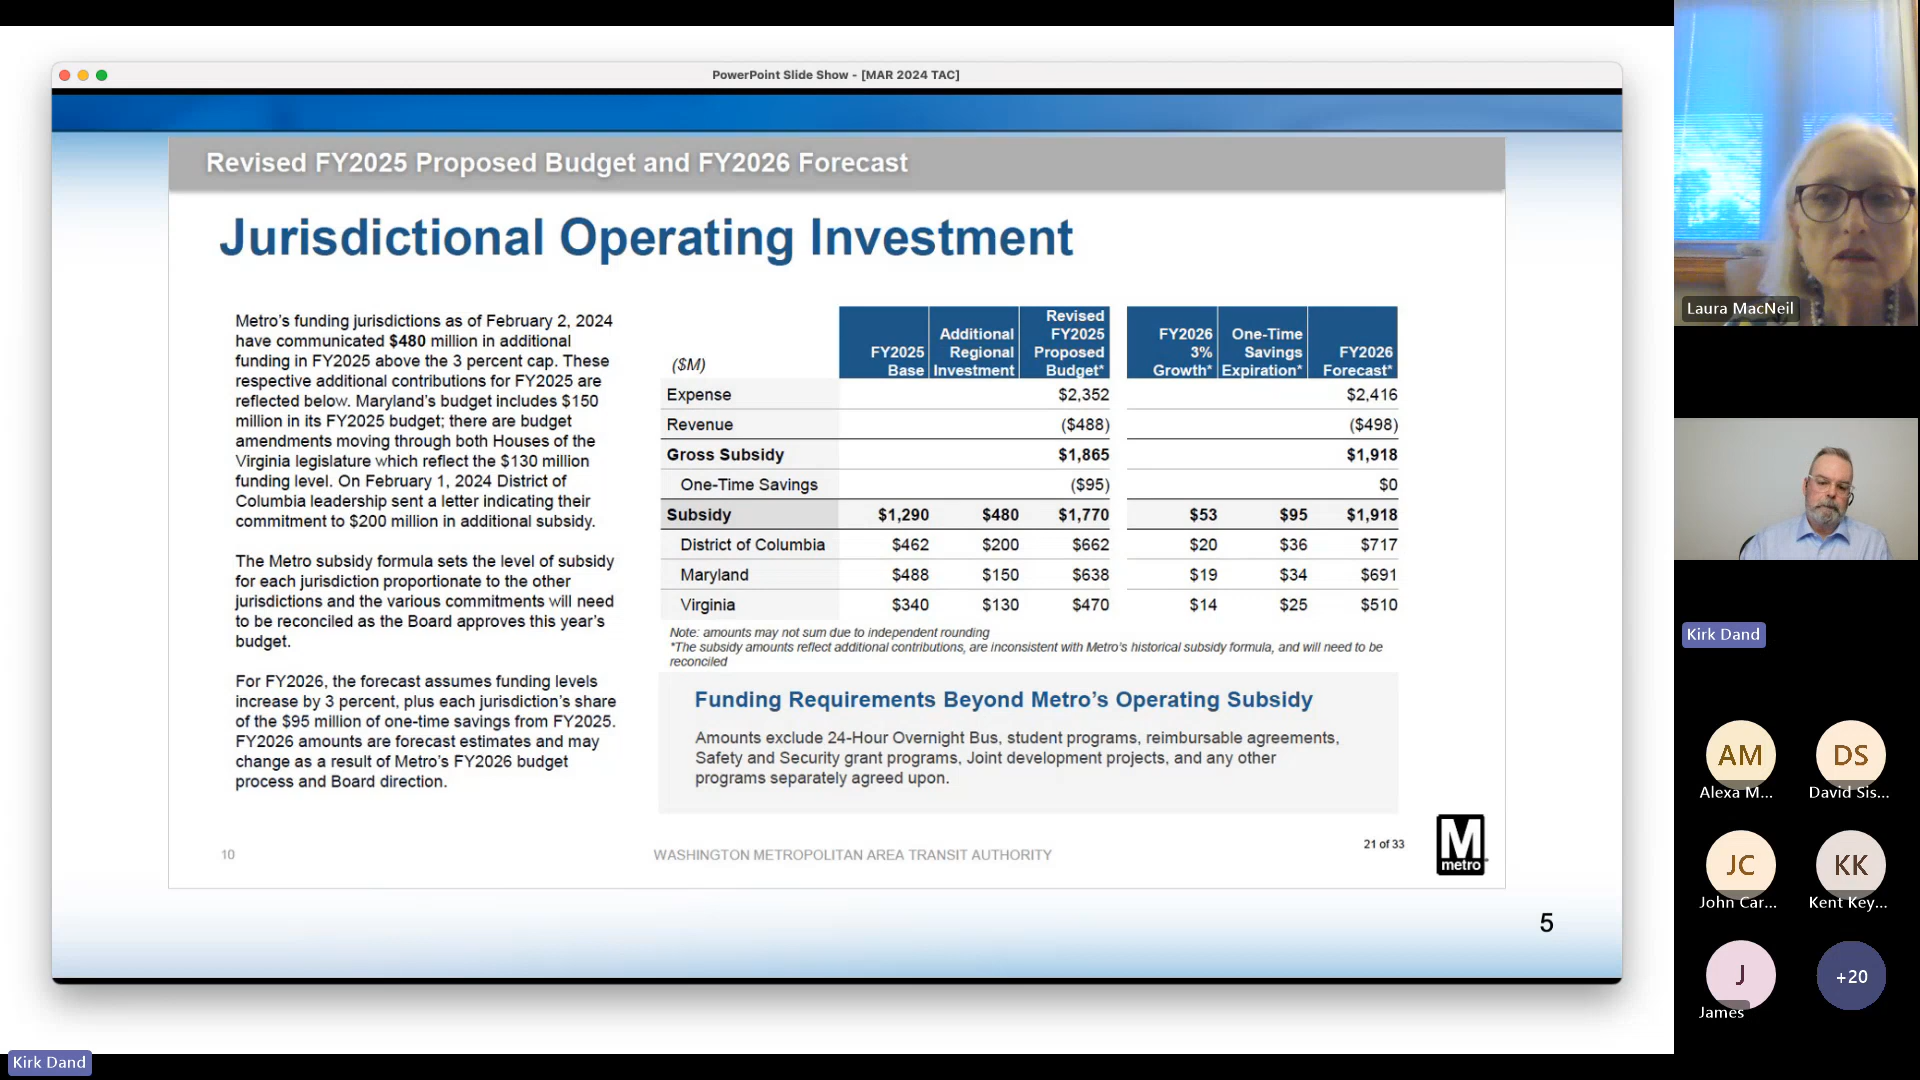 PowerPoint Slide Show - [MAR 2024 TAC]
Revised FY2025 Proposed Budget and FY2026 Forecast
Jurisdictional Operating Investment
Metro's funding jurisdictions as of February 2, 2024
have communicated $480 million in additional
funding in FY2025 above the 3 percent cap. These
respective additional contributions for FY2025 are
reflected below. Maryland's budget includes $150
million in its FY2025 budget; there are budget
amendments moving through both Houses of the
Virginia legislature which reflect the $130 million
funding level. On February 1, 2024 District of
Columbia leadership sent a letter indicating their
commitment to $200 million in additional subsidy.
The Metro subsidy formula sets the level of subsidy
for each jurisdiction proportionate to the other
jurisdictions and the various commitments will need
to be reconciled as the Board approves this year's
budget.
For FY2026, the forecast assumes funding levels
increase by 3 percent, plus each jurisdiction's share
of the $95 million of one-time savings from FY2025.
FY2026 amounts are forecast estimates and may
change as a result of Metro's FY2026 budget
process and Board direction.
($M)
FY2025
Base
Additional
Regional
Investment
Revised
FY2025
Proposed
Budget*
FY2026
3%
Growth*
One-Time
Savings
Expiration*
FY2026
Forecast*
Expense $2,352 $2,416
Revenue ($488) ($498)
Gross Subsidy $1,865 $1,918
One-Time Savings ($95) $0
Subsidy $1,290 $480 $1,770 $53 $95 $1,918
District of Columbia $462 $200 $662 $20 $36 $717
Maryland $488 $150 $638 $19 $34 $691
Virginia $340 $130 $470 $14 $25 $510
Note: amounts may not sum due to independent rounding
*The subsidy amounts reflect additional contributions, are inconsistent with Metro's historical subsidy formula, and will need to be
reconciled
Funding Requirements Beyond Metro's Operating Subsidy
Amounts exclude 24-Hour Overnight Bus, student programs, reimbursable agreements,
Safety and Security grant programs, Joint development projects, and any other
programs separately agreed upon.
10
WASHINGTON METROPOLITAN AREA TRANSIT AUTHORITY
21 of 33
M
metro
5
Kirk Dand
Laura MacNeil
Kirk Dand
AM
Alexa M...
DS
David Sis...
JC
John Car...
KK
Kent Key...
J
James
+20